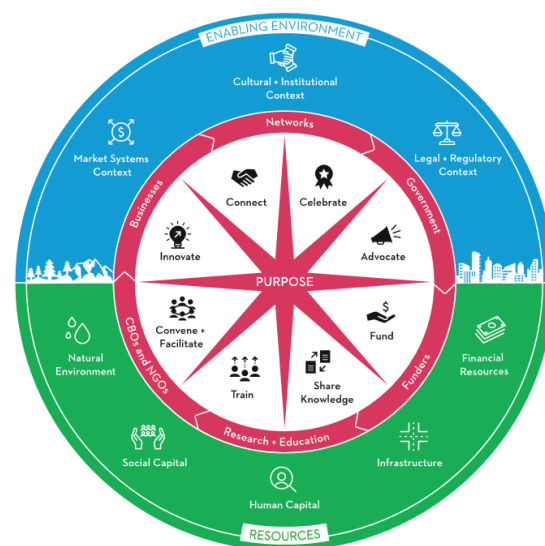 ENABLING ENVIRONMENT
Cultural + Institutional
Context
Market Systems
Context
Legal + Regulatory
Context
Networks
Businesses
Government
Connect
Celebrate
Innovate
Advocate
PURPOSE
Convene +
Facilitate
Fund
Train
Share
Knowledge
CBOs and NGOs
Funders
Research + Education
Natural
Environment
Financial
Resources
Social Capital
Infrastructure
Human Capital
RESOURCES
$
$